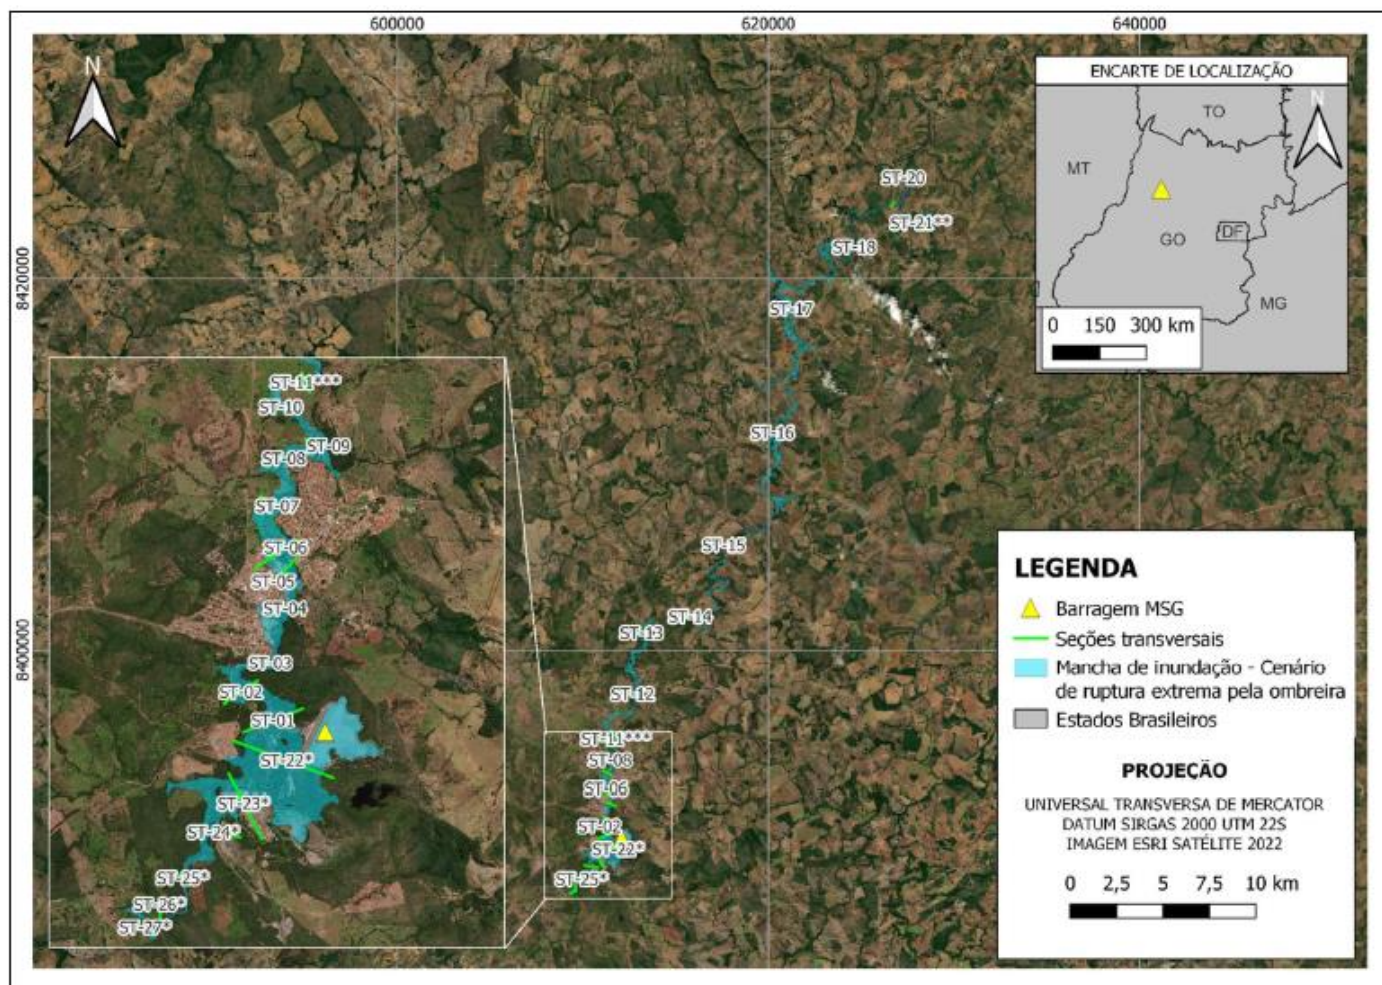 600000
620000
640000
8420000
8400000
N
ENCARTE DE LOCALIZAÇÃO
N
TO
MT
GO
DF
MG
0 150 300 km
ST-20
ST-21**
ST-18
ST-17
ST-16
ST-15
ST-14
ST-13
ST-12
ST-11***
ST-08
ST-06
ST-02
ST-22*
ST-25*
ST-11***
ST-10
ST-09
ST-08
ST-07
ST-06
ST-05
ST-04
ST-03
ST-02
ST-01
ST-22*
ST-23*
ST-24*
ST-25*
ST-26*
ST-27*
LEGENDA
Barragem MSG
Seções transversais
Mancha de inundação - Cenário
de ruptura extrema pela ombreira
Estados Brasileiros
PROJEÇÃO
UNIVERSAL TRANSVERSA DE MERCATOR
DATUM SIRGAS 2000 UTM 22S
IMAGEM ESRI SATÉLITE 2022
0 2,5 5 7,5 10 km